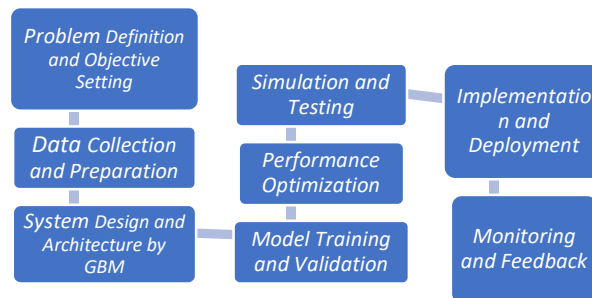 Problem Definition
and Objective
Setting
Data Collection
and Preparation
System Design and
Architecture by
GBM
Model Training
and Validation
Performance
Optimization
Simulation and
Testing
Implementatio
n and
Deployment
Monitoring
and Feedback